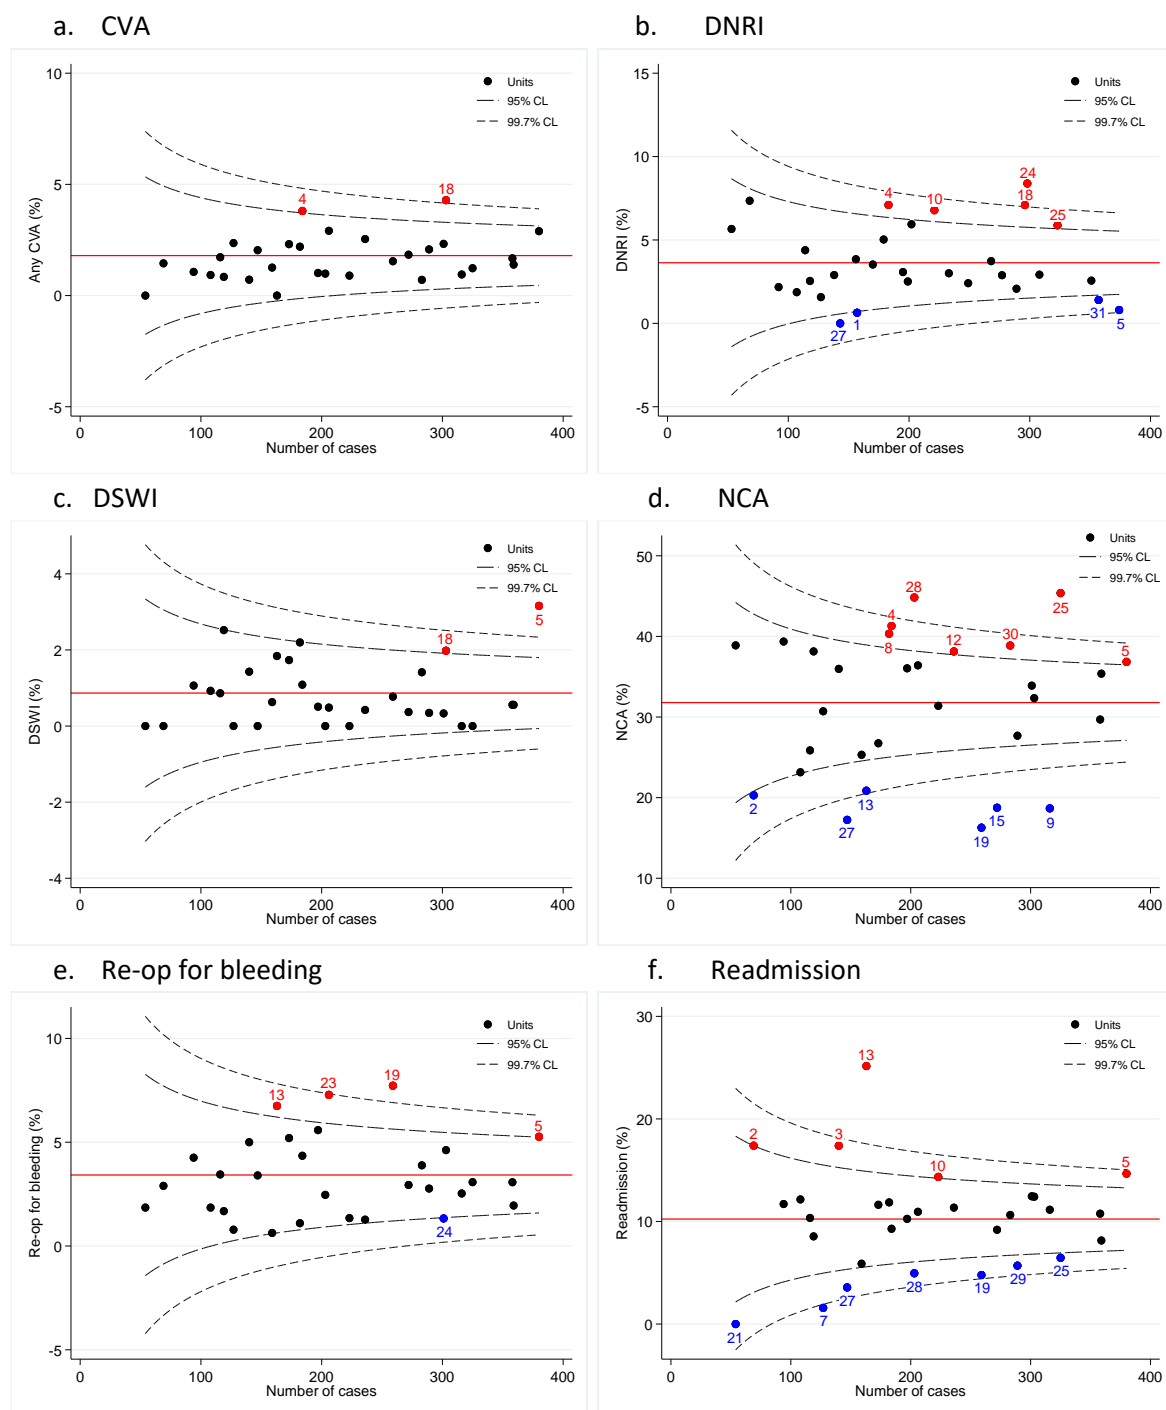 a. CVA
10
5
0
-5
Any CVA (%)
0 100 200 300 400
Number of cases
Units
95% CL
99.7% CL
4
18
b. DNRI
15
10
5
0
-5
DNRI (%)
0 100 200 300 400
Number of cases
Units
95% CL
99.7% CL
4
10
24
18
25
27
1
31
5
c. DSWI
4
2
0
-2
-4
DSWI (%)
0 100 200 300 400
Number of cases
Units
95% CL
99.7% CL
18
5
d. NCA
50
40
30
20
10
NCA (%)
0 100 200 300 400
Number of cases
Units
95% CL
99.7% CL
28
4
8
12
30
25
5
2
27
13
19
15
9
e. Re-op for bleeding
10
5
0
-5
Re-op for bleeding (%)
0 100 200 300 400
Number of cases
Units
95% CL
99.7% CL
13
23
19
5
24
f. Readmission
30
20
10
0
Readmission (%)
0 100 200 300 400
Number of cases
Units
95% CL
99.7% CL
13
2
3
10
5
21
7
27
28
19
29
25